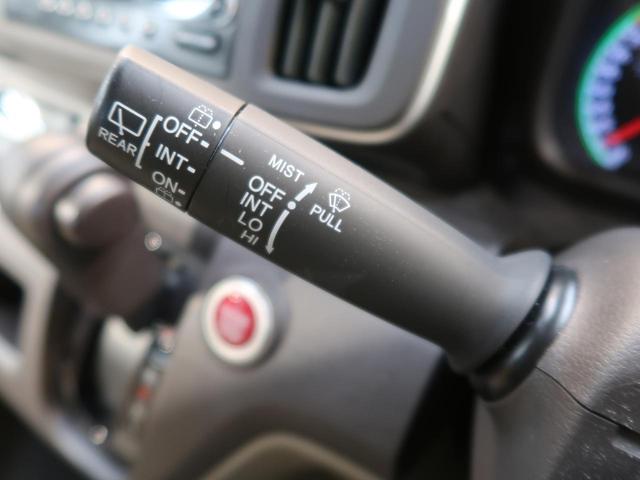 REAR
OFF
INT
ON
MIST
OFF
INT
LO
HI
PULL